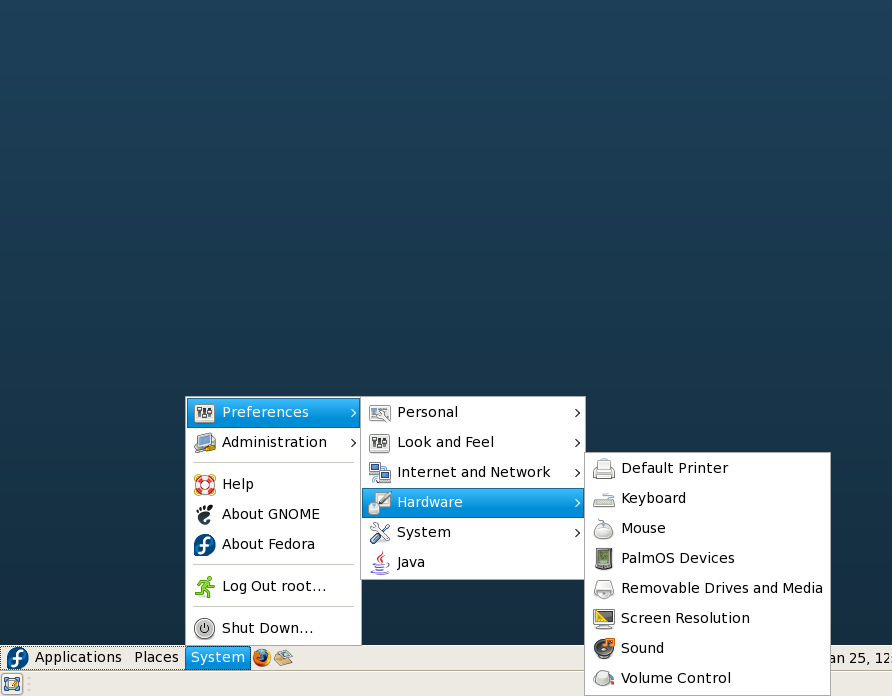 Preferences
Administration
Help
About GNOME
About Fedora
Log Out root...
Shut Down...
Personal
Look and Feel
Internet and Network
Hardware
System
Java
Default Printer
Keyboard
Mouse
PalmOS Devices
Removable Drives and Media
Screen Resolution
Sound
Volume Control
Applications Places System
25, 12